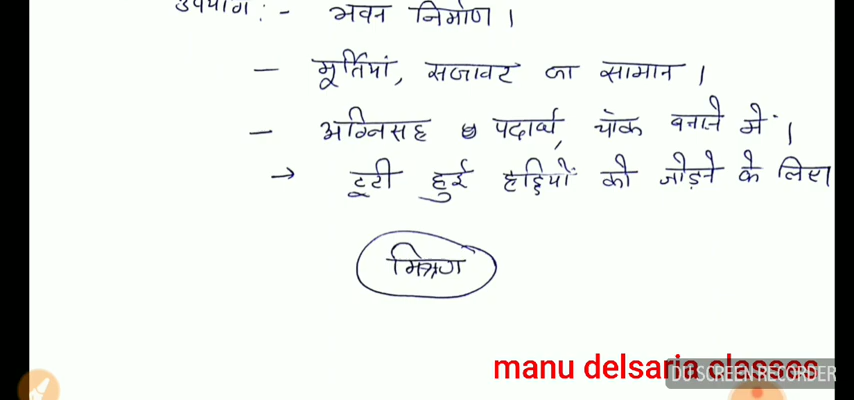 उपयोग :- भवन निर्माण ।
- मूर्तियां, सजावट का सामान ।
- अग्निसह पदार्थ, चॉक बनाने में ।
→ टूटी हुई हड्डियों को जोड़ने के लिए
मिश्रण
manu delsaria classes
DU SCREEN RECORDER